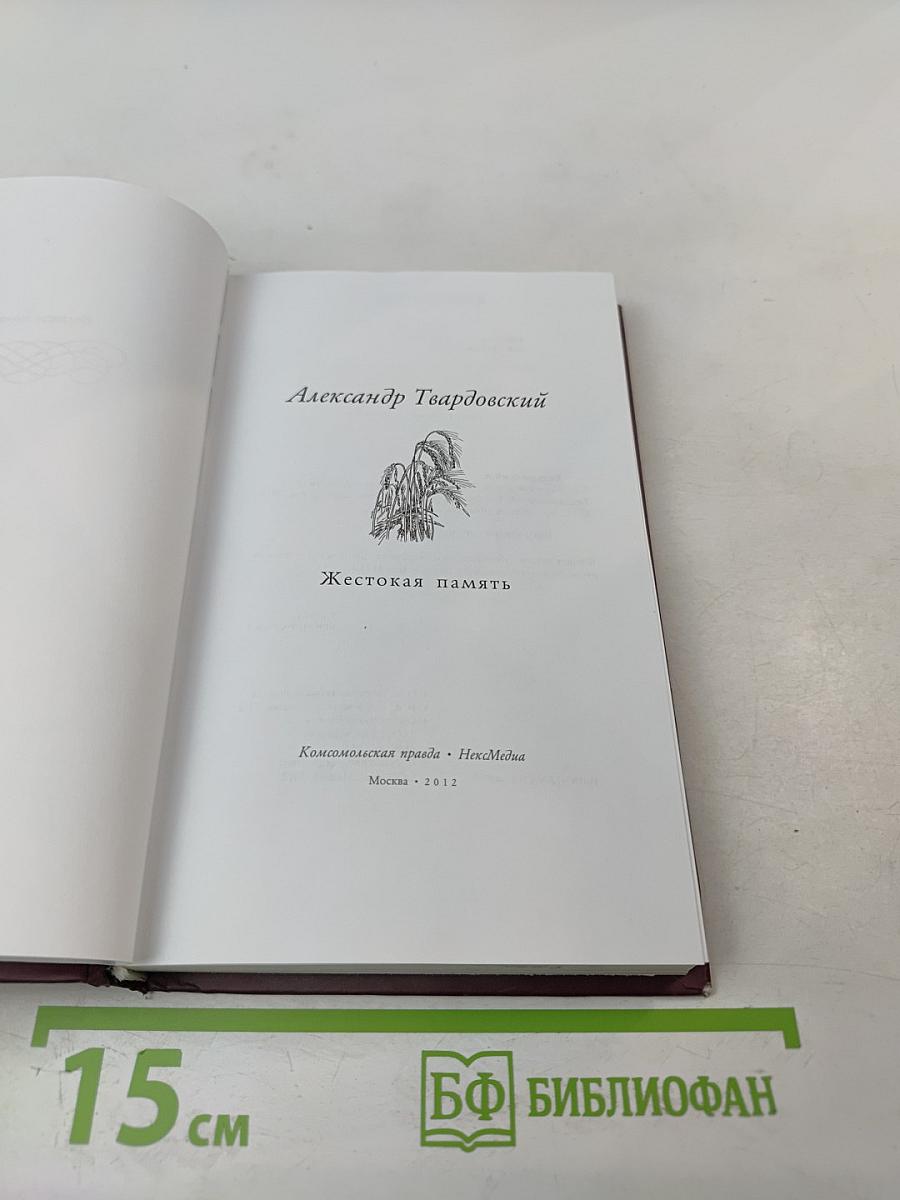 Александр Твардовский
Жестокая память
Комсомольская правда • НексМедиа
Москва • 2012
15 см
БФ БИБЛИОФАН